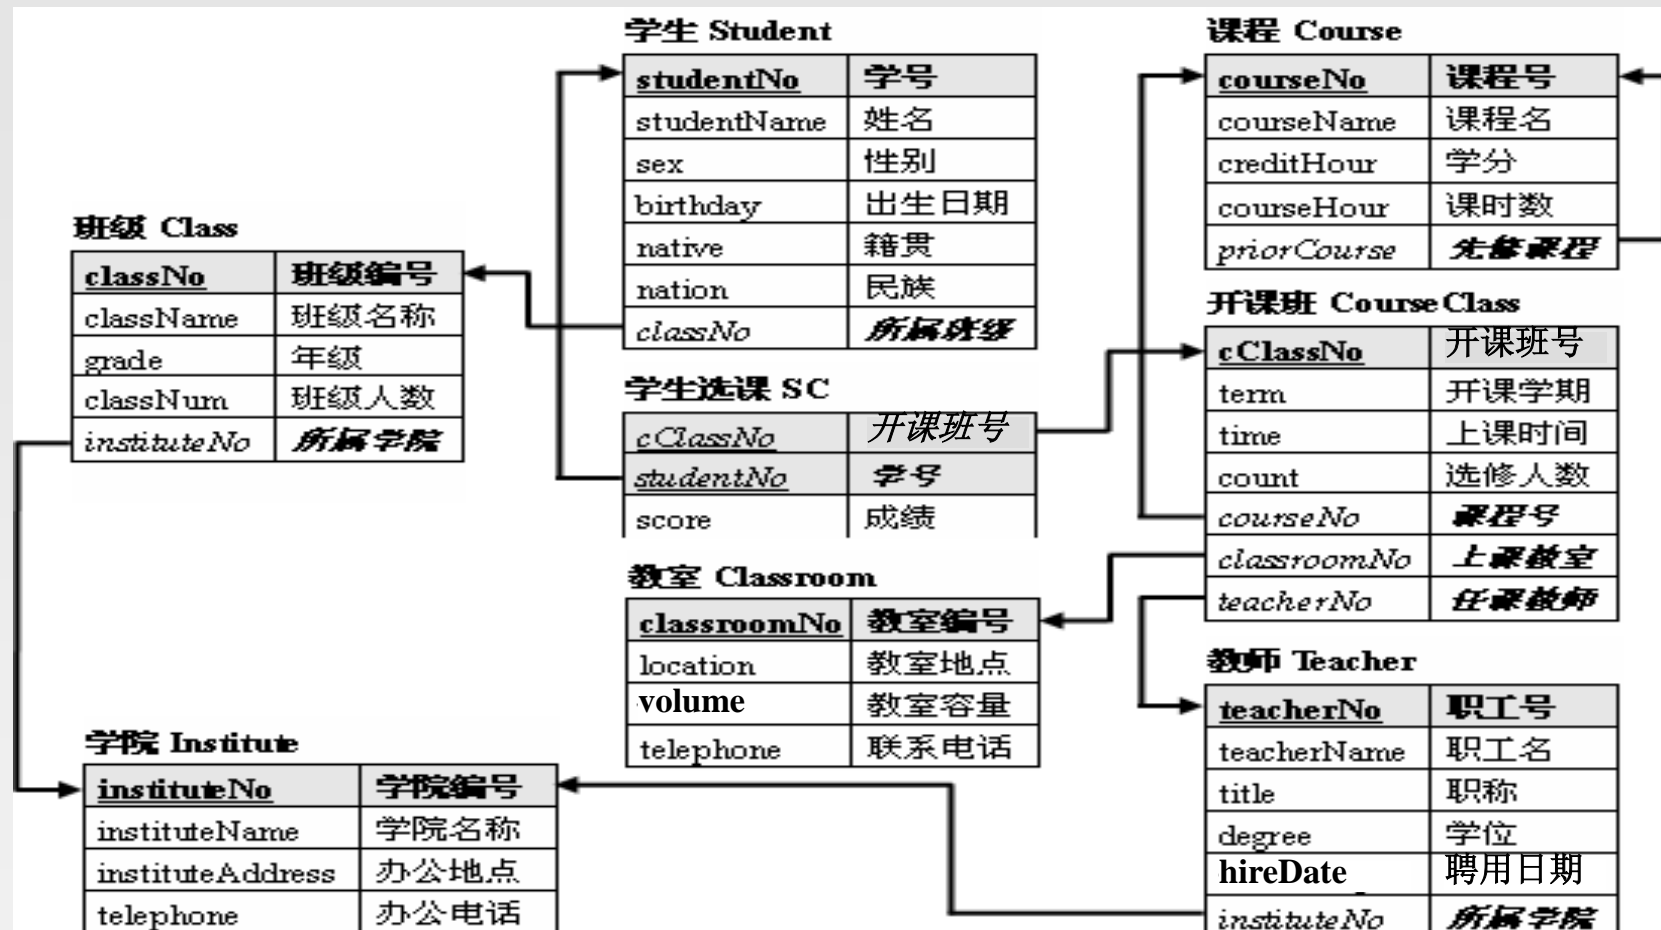 班级 Class
classNo 班级编号
className 班级名称
grade 年级
classNum 班级人数
instituteNo 所属学院
学院 Institute
instituteNo 学院编号
instituteName 学院名称
instituteAddress 办公地点
telephone 办公电话
学生 Student
studentNo 学号
studentName 姓名
sex 性别
birthday 出生日期
native 籍贯
nation 民族
classNo 所属班级
学生选课 SC
cClassNo 开课班号
studentNo 学号
score 成绩
教室 Classroom
classroomNo 教室编号
location 教室地点
volume 教室容量
telephone 联系电话
课程 Course
courseNo 课程号
courseName 课程名
creditHour 学分
courseHour 课时数
priorCourse 先修课程
开课班 CourseClass
cClassNo 开课班号
term 开课学期
time 上课时间
count 选修人数
courseNo 课程号
classroomNo 上课教室
teacherNo 任课教师
教师 Teacher
teacherNo 职工号
teacherName 职工名
title 职称
degree 学位
hireDate 聘用日期
instituteNo 所属学院